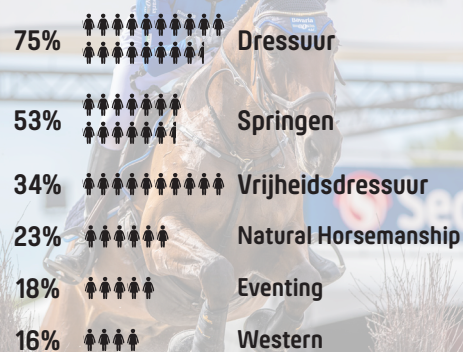 75% Dressuur
53% Springen
34% Vrijheidsdressuur
23% Natural Horsemanship
18% Eventing
16% Western